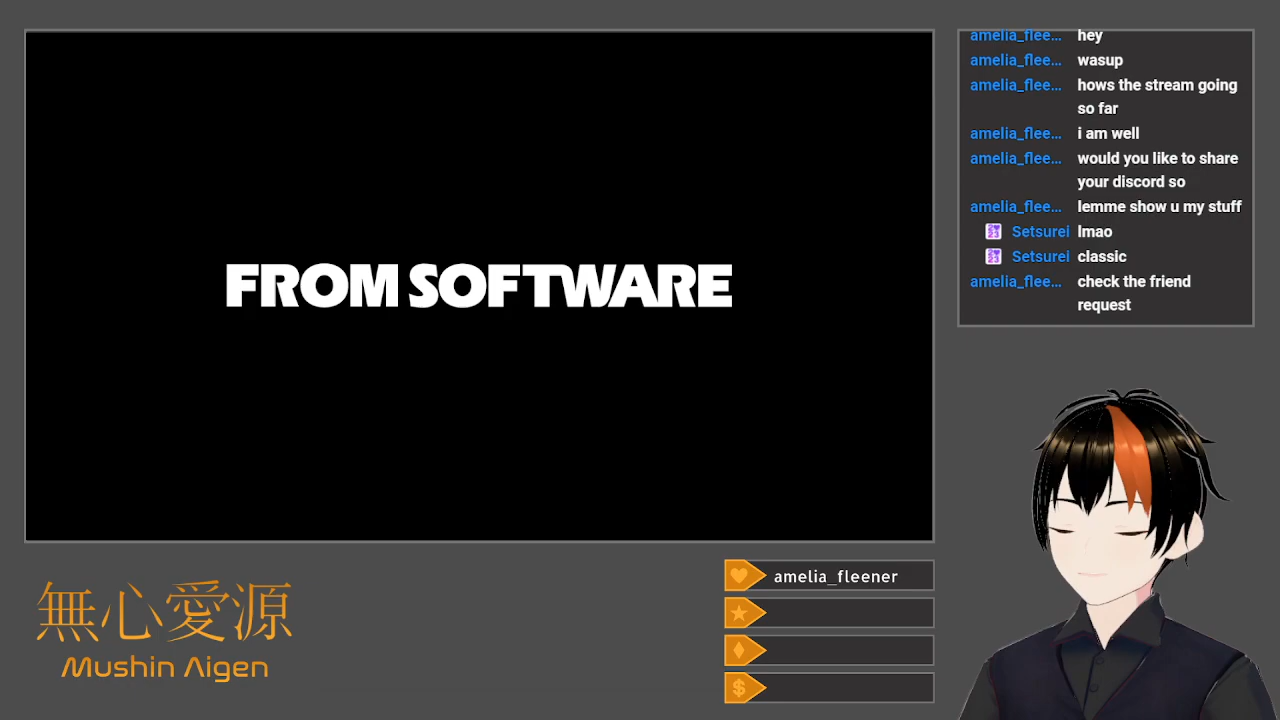 FROM SOFTWARE
amelia_flee... hey
amelia_flee... wasup
amelia_flee... hows the stream going
so far
amelia_flee... i am well
amelia_flee... would you like to share
your discord so
amelia_flee... lemme show u my stuff
Setsurei lmao
Setsurei classic
amelia_flee... check the friend
request
無心愛源
Mushin Aigen
amelia_fleener
$